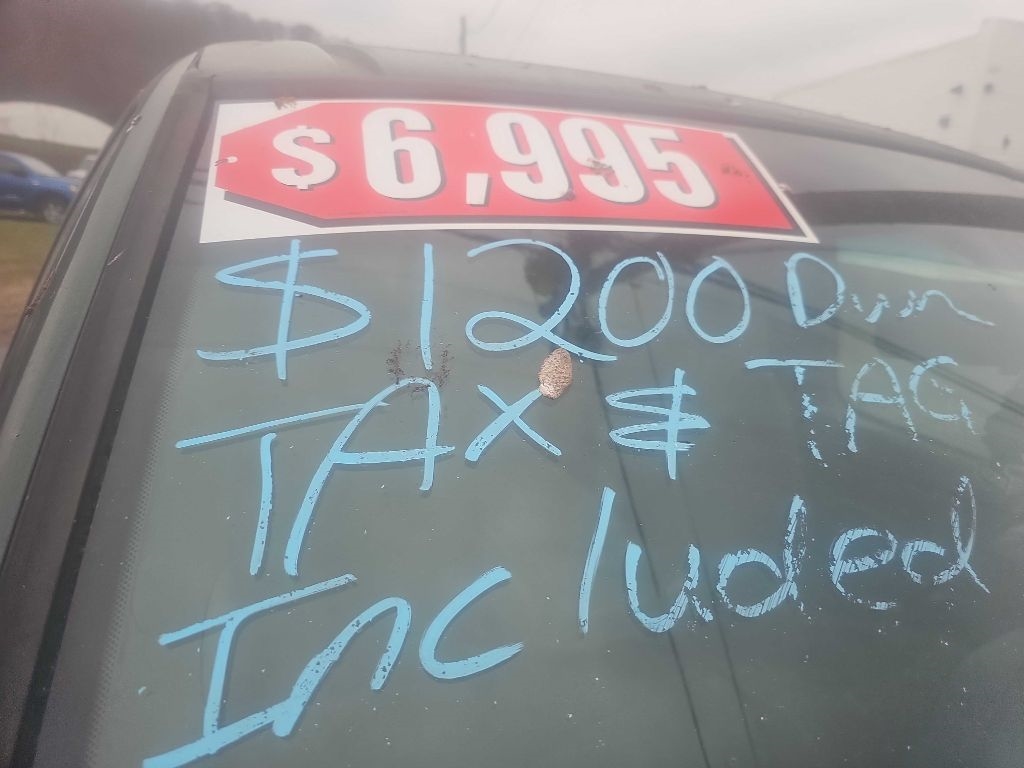 $6,995
$1200 Dwn
TAX & TAG
Included